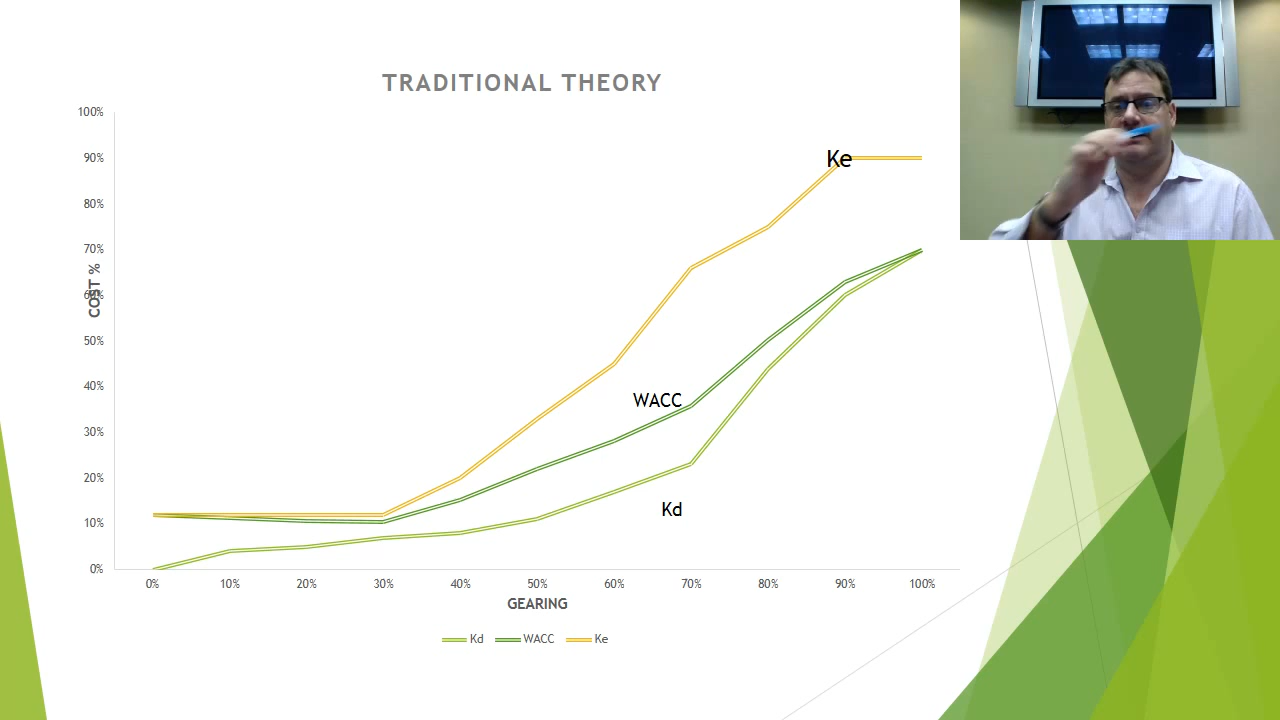 TRADITIONAL THEORY
100%
90%
80%
70%
60%
50%
40%
30%
20%
10%
0%
COST %
Ke
WACC
Kd
0% 10% 20% 30% 40% 50% 60% 70% 80% 90% 100%
GEARING
Kd WACC Ke